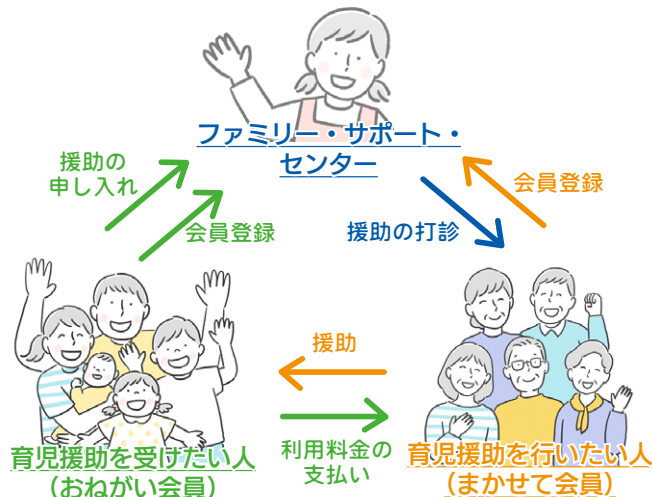 ファミリー・サポート・
センター
援助の
申し入れ
会員登録
会員登録
援助の打診
援助
利用料金の
支払い
育児援助を受けたい人
（おねがい会員）
育児援助を行いたい人
（まかせて会員）